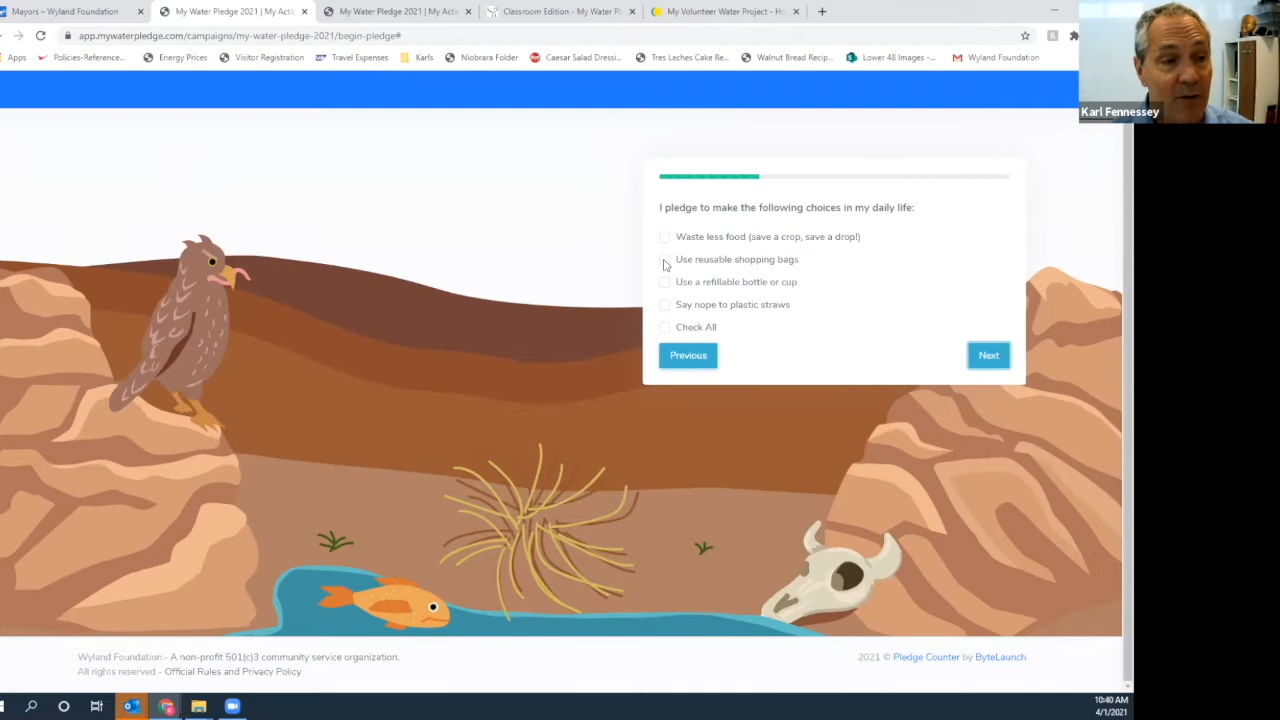 Mayors – Wyland Foundation
My Water Pledge 2021 | My Acti
My Water Pledge 2021 | My Acti
Classroom Edition - My Water Pl
My Volunteer Water Project - Ho
app.mywaterpledge.com/campaigns/my-water-pledge-2021/begin-pledge#
Apps
Policies-Reference...
Energy Prices
Visitor Registration
Travel Expenses
Karls
Niobrara Folder
Caesar Salad Dressi...
Tres Leches Cake Re...
Walnut Bread Recip...
Lower 48 Images -...
Wyland Foundation
Karl Fennessey
I pledge to make the following choices in my daily life:
Waste less food (save a crop, save a drop!)
Use reusable shopping bags
Use a refillable bottle or cup
Say nope to plastic straws
Check All
Previous
Next
Wyland Foundation - A non-profit 501(c)3 community service organization.
All rights reserved - Official Rules and Privacy Policy
2021 © Pledge Counter by ByteLaunch
10:40 AM
4/1/2021